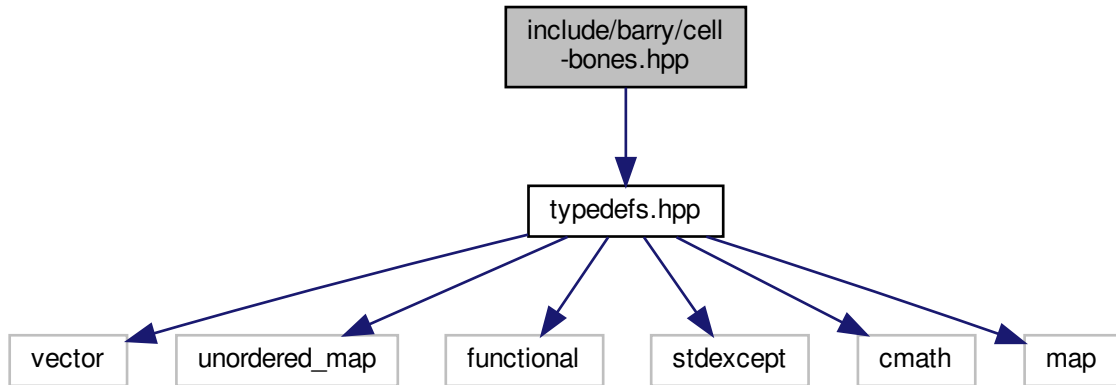 include/barry/cell
-bones.hpp
typedefs.hpp
vector
unordered_map
functional
stdexcept
cmath
map